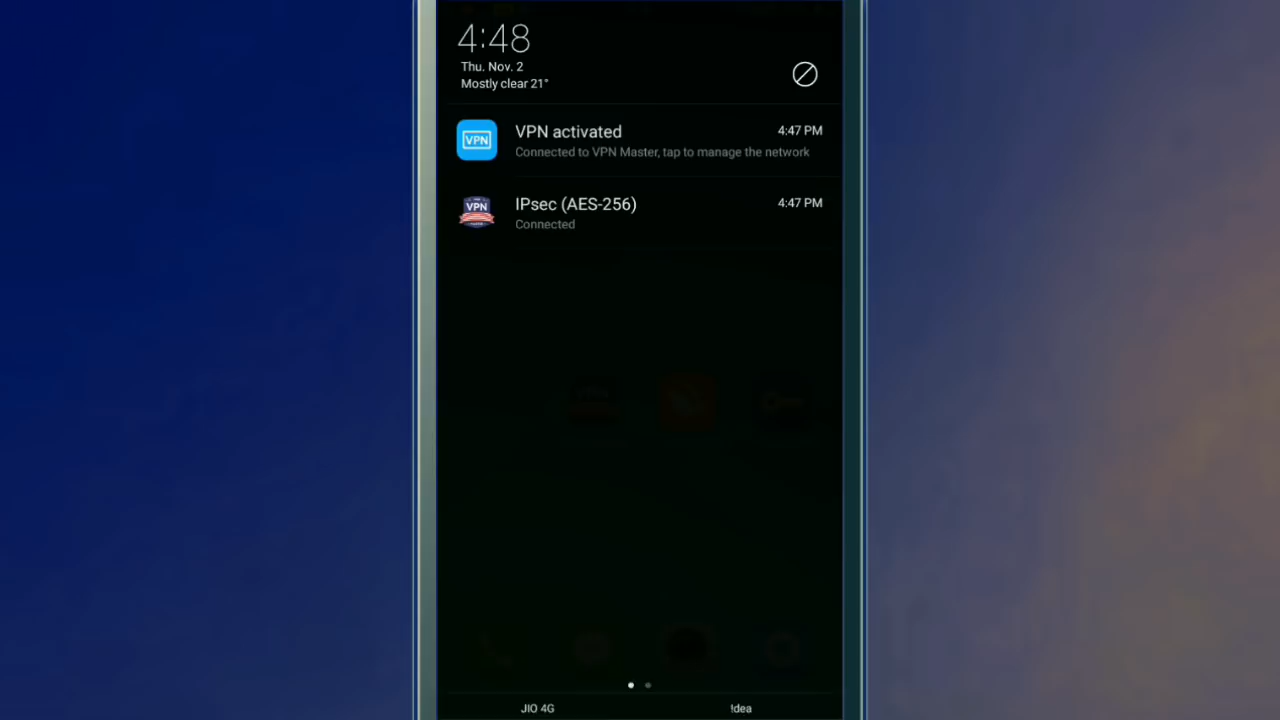 4:48
Thu. Nov. 2
Mostly clear 21°
VPN
VPN activated
4:47 PM
Connected to VPN Master, tap to manage the network
VPN
IPsec (AES-256)
4:47 PM
Connected
JIO 4G
!dea